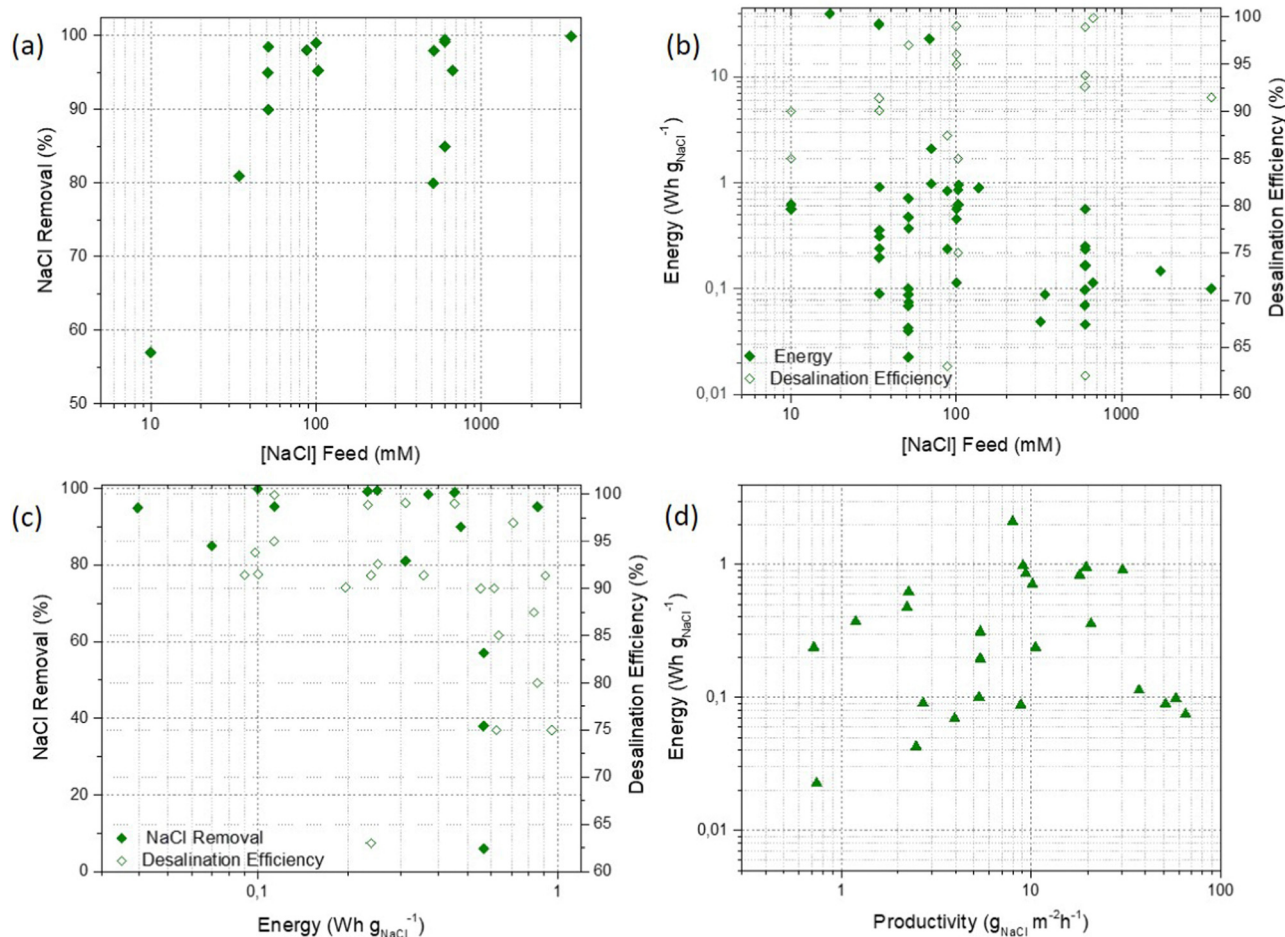 (a)
100
90
80
70
60
50
NaCl Removal (%)
10
100
1000
[NaCl] Feed (mM)
(b)
10
1
0,1
0,01
Energy (Wh gNaCl-1)
100
95
90
85
80
75
70
65
60
Desalination Efficiency (%)
Energy
Desalination Efficiency
10
100
1000
[NaCl] Feed (mM)
(c)
100
80
60
40
20
0
NaCl Removal (%)
100
95
90
85
80
75
70
65
60
Desalination Efficiency (%)
NaCl Removal
Desalination Efficiency
0,1
1
Energy (Wh gNaCl-1)
(d)
1
0,1
0,01
Energy (Wh gNaCl-1)
1
10
100
Productivity (gNaCl m-2h-1)